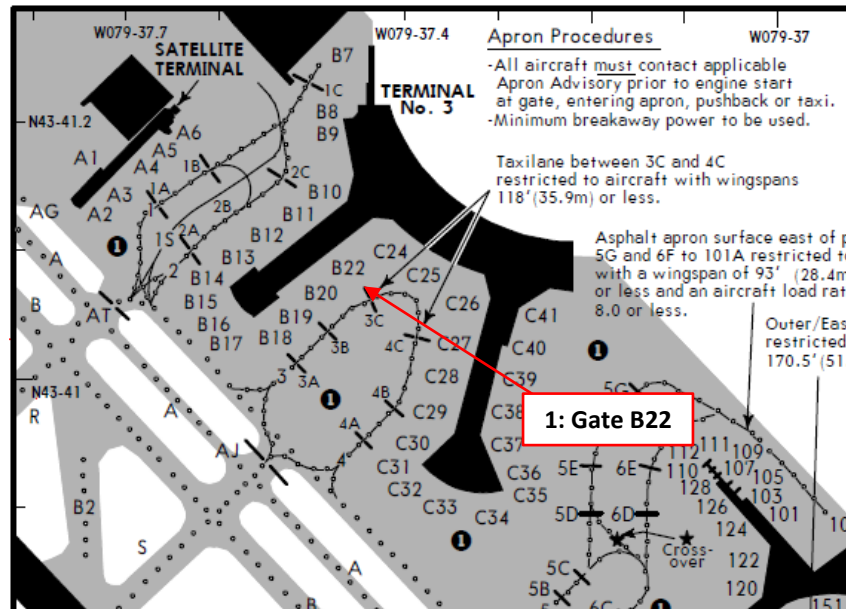 W079-37.7
W079-37.4
W079-37
SATELLITE
TERMINAL
B7
1C
TERMINAL
No. 3
B8
B9
Apron Procedures
-All aircraft must contact applicable
Apron Advisory prior to engine start
at gate, entering apron, pushback or taxi.
-Minimum breakaway power to be used.
N43-41.2
A6
A5
A4
A1
A3
A2
1B
1A
1
2C
B10
2B
B11
Taxilane between 3C and 4C
restricted to aircraft with wingspans
118'(35.9m) or less.
AG
A
1
1S
2A
2
B12
B13
B14
C24
B22
C25
Asphalt apron surface east of p
5G and 6F to 101A restricted to
with a wingspan of 93' (28.4m
or less and an aircraft load rat
8.0 or less.
B
AT
B15
B16
B17
B20
B19
B18
3C
3B
3A
3
C26
C27
4C
C28
C41
C40
C39
1
Outer/Eas
restricted
170.5'(51
N43-41
R
A
1
4B
4A
4
C29
C30
C31
C32
C33
C34
C38
C37
C36
C35
5G
1: Gate B22
AJ
112
111
109
110
107
105
128
103
126
101
124
10
5E
6E
5D
6D
B2
S
A
B
1
Cross-
over
122
120
5C
5B
5
6C
1
151